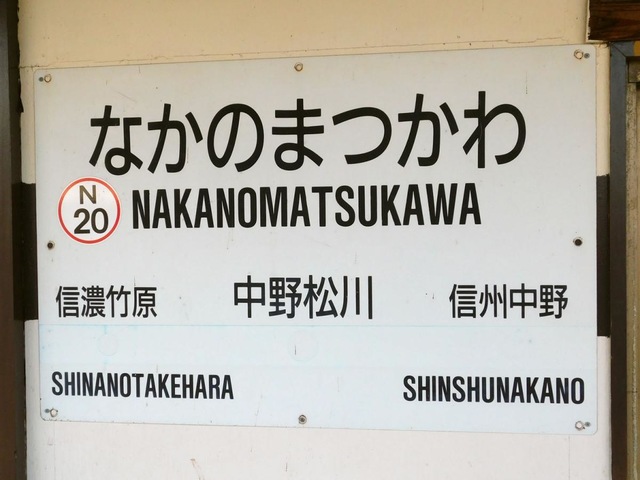 なかのまつかわ
N
20
NAKANOMATSUKAWA
信濃竹原 中野松川 信州中野
SHINANOTAKEHARA SHINSHUNAKANO